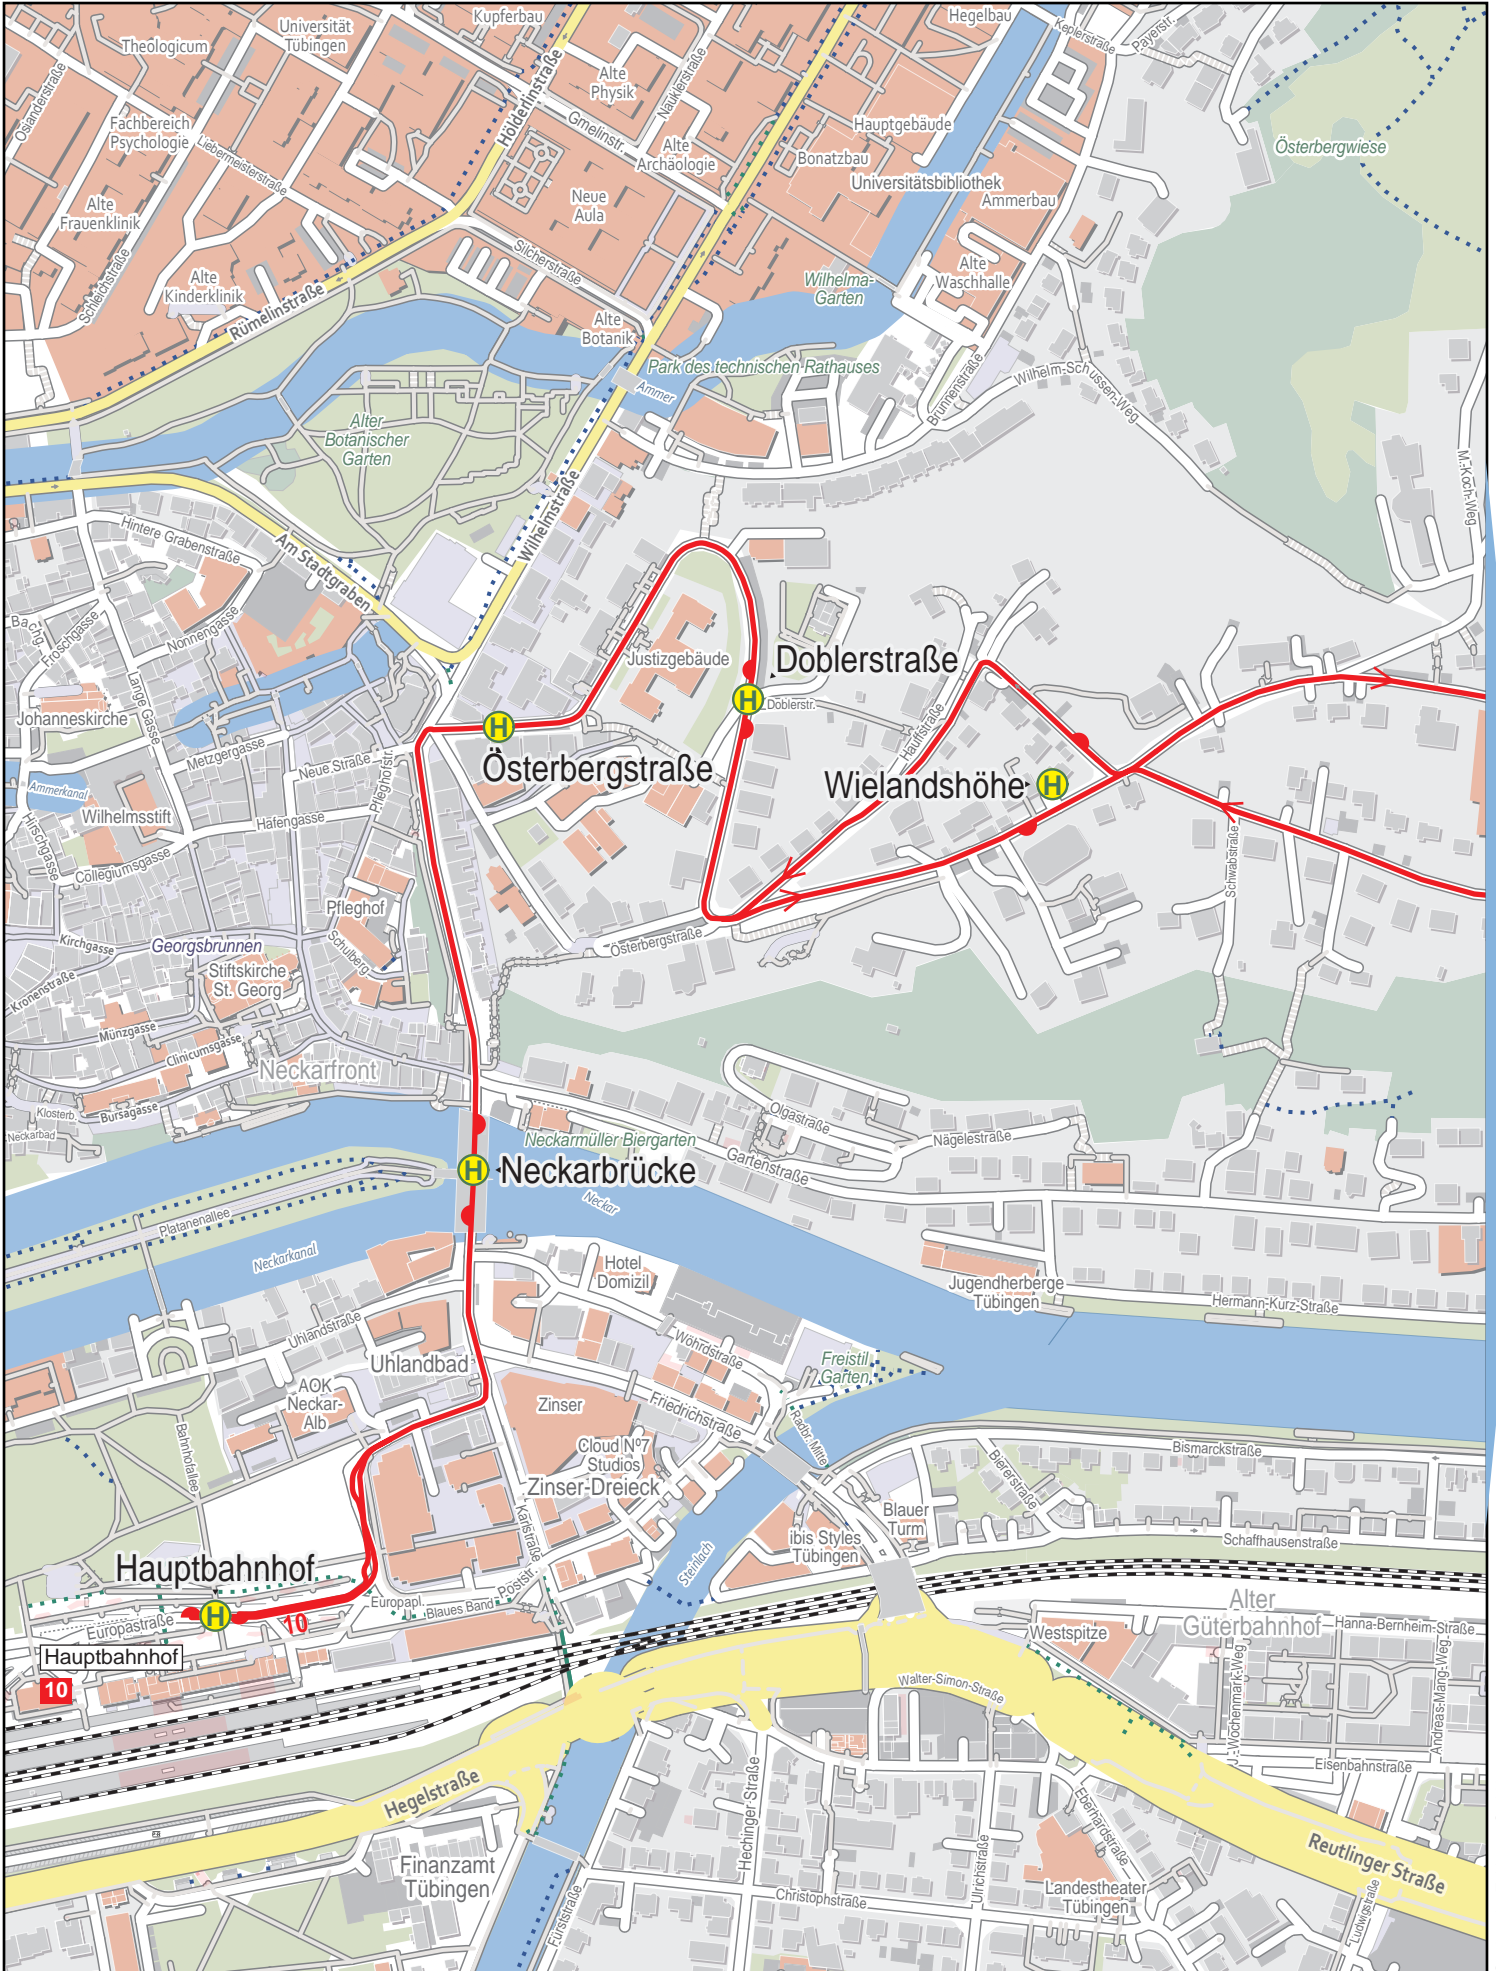 Kupferbau
Hegelbau
Universität
Tübingen
Theologicum
Keplerstraße
Payerstr.
Hölderlinstraße
Alte
Physik
Nauklerstraße
Oslanderstraße
Fachbereich
Psychologie
Liebermeisterstraße
Gmelinstr.
Alte
Archäologie
Hauptgebäude
Bonatzbau
Österbergwiese
Universitätsbibliothek
Ammerbau
Alte
Frauenklinik
Neue
Aula
Silcherstraße
Schleichstraße
Alte
Kinderklinik
Rümelinstraße
Wilhelma-
Garten
Alte
Waschhalle
Alte
Botanik
Park des technischen Rathauses
Ammer
Brunnenstraße
Wilhelm-Schussen-Weg
Alter
Botanischer
Garten
Wilhelmstraße
M.-Koch-Weg
Hintere Grabenstraße
Am Stadtgraben
Bachg.
Froschgasse
Nonnengasse
Justizgebäude
Doblerstraße
H
Doblerstr.
Lange Gasse
Johanneskirche
Metzgergasse
Neue Straße
Pfleghofstr.
H
Österbergstraße
Hauffstraße
Wielandshöhe
H
Ammerkanal
Wilhelmsstift
Hafengasse
Hirschgasse
Collegiumsgasse
Schwabstraße
Pfleghof
Schulberg
Kirchgasse
Georgsbrunnen
Österbergstraße
Stiftskirche
St. Georg
Kronenstraße
Münzgasse
Clinicumsgasse
Neckarfront
Klosterb.
Bursagasse
Neckarbad
Olgastraße
Nägelestraße
Neckarmüller Biergarten
Gartenstraße
H
Neckarbrücke
Neckar
Platanenallee
Neckarkanal
Hotel
Domizil
Jugendherberge
Tübingen
Hermann-Kurz-Straße
Uhlandstraße
Uhlandbad
Wöhrdstraße
Freistil
Garten
AOK
Neckar-
Alb
Zinser
Friedrichstraße
Radbr. Mitte
Bahnhofallee
Cloud Nº7
Studios
Zinser-Dreieck
Bismarckstraße
Biererstraße
Karlstraße
Blauer
Turm
ibis Styles
Tübingen
Schaffhausenstraße
Steinlach
Hauptbahnhof
H
10
Europastraße
Europapl.
Blaues Band
Poststr.
Alter
Güterbahnhof
Hanna-Bernheim-Straße
Westspitze
Hauptbahnhof
10
Walter-Simon-Straße
J.-Wochenmark-Weg
Andreas-Mang-Weg
Eisenbahnstraße
Hegelstraße
Hechinger-Straße
Eberhardstraße
Reutlinger Straße
Finanzamt
Tübingen
Ulrichstraße
Fürststraße
Christophstraße
Landestheater
Tübingen
Ludwigstraße